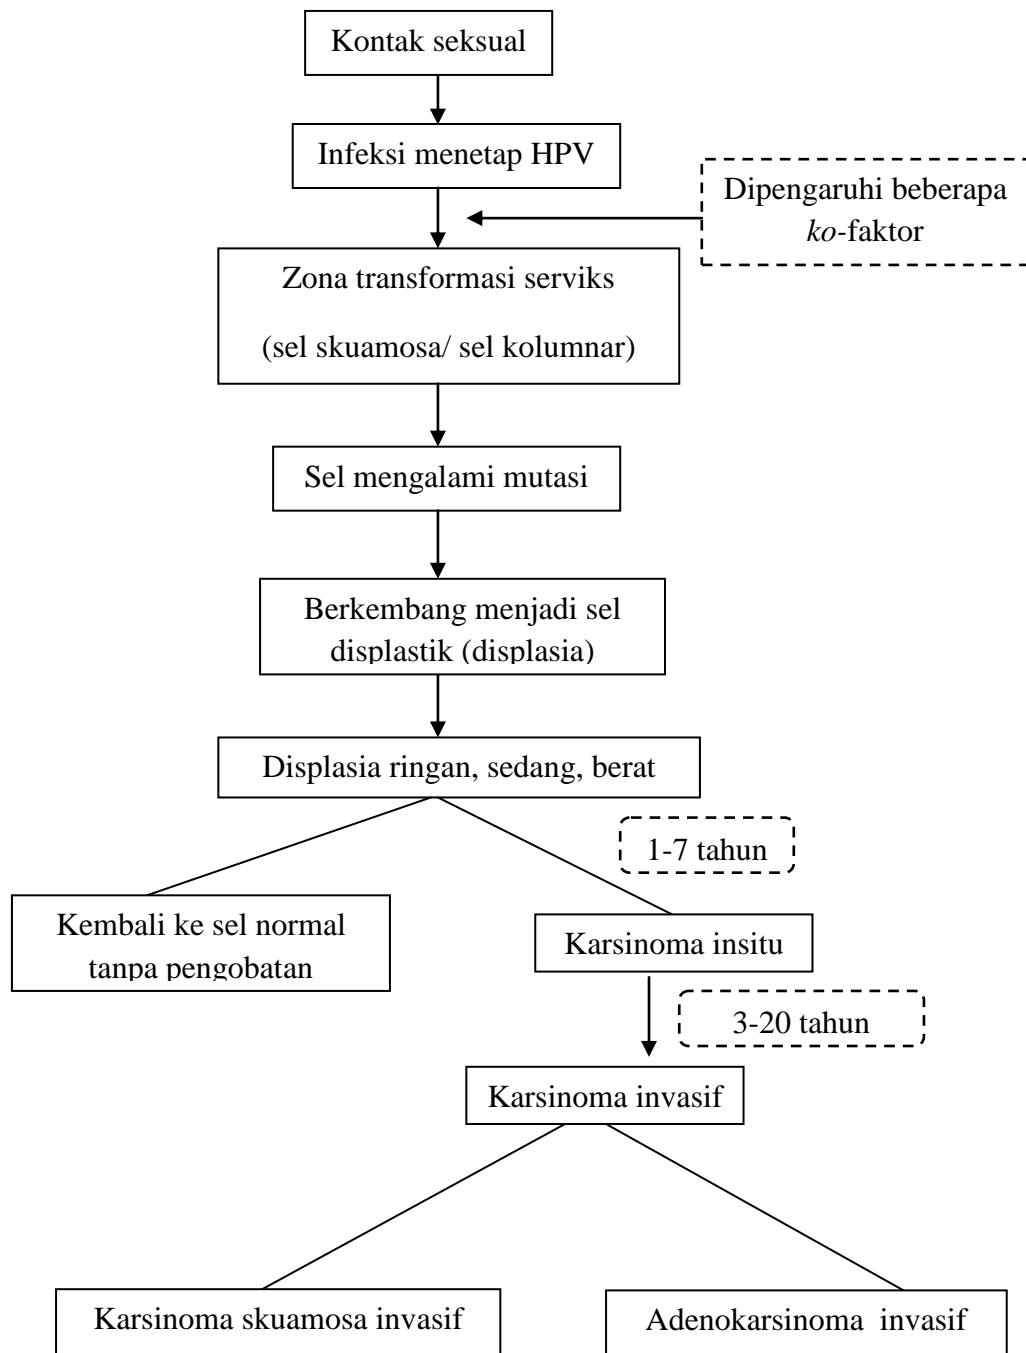 Kontak seksual
Infeksi menetap HPV
Dipengaruhi beberapa
ko-faktor
Zona transformasi serviks
(sel skuamosa/ sel kolumnar)
Sel mengalami mutasi
Berkembang menjadi sel
displastik (displasia)
Displasia ringan, sedang, berat
1-7 tahun
Kembali ke sel normal
tanpa pengobatan
Karsinoma insitu
3-20 tahun
Karsinoma invasif
Karsinoma skuamosa invasif
Adenokarsinoma  invasif